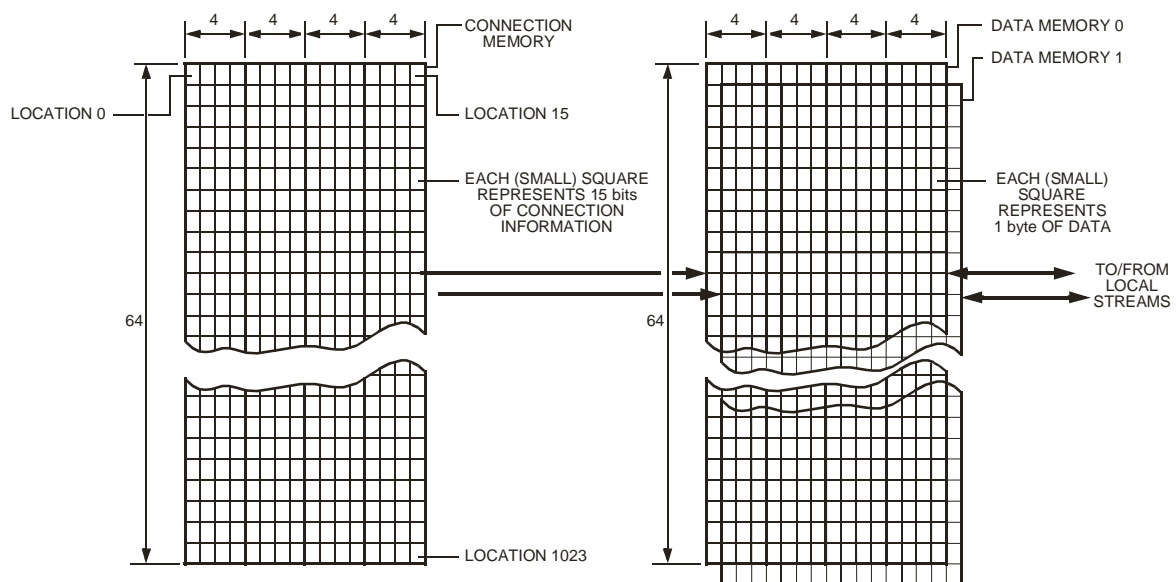 4 4 4 4
CONNECTION
MEMORY
LOCATION 0
LOCATION 15
EACH (SMALL) SQUARE
REPRESENTS 15 bits
OF CONNECTION
INFORMATION
64
LOCATION 1023
4 4 4 4
DATA MEMORY 0
DATA MEMORY 1
EACH (SMALL)
SQUARE
REPRESENTS
1 byte OF DATA
64
TO/FROM
LOCAL
STREAMS